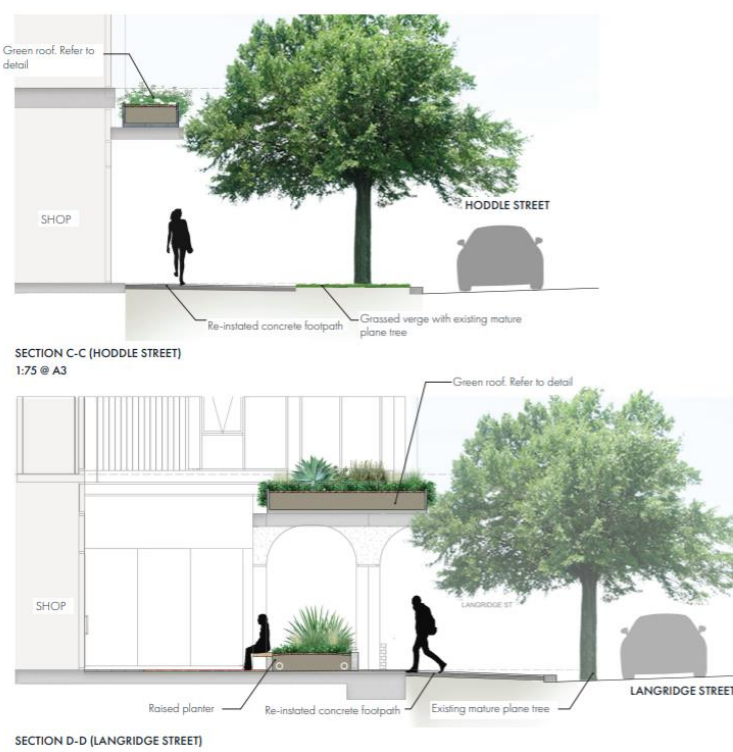 Green roof. Refer to
detail
SHOP
HODDLE STREET
Re-instated concrete footpath
Grassed verge with existing mature
plane tree
SECTION C-C (HODDLE STREET)
1:75 @ A3
Green roof. Refer to detail
SHOP
LANGRIDGE ST
LANGRIDGE STREET
Raised planter
Re-instated concrete footpath
Existing mature plane tree
SECTION D-D (LANGRIDGE STREET)